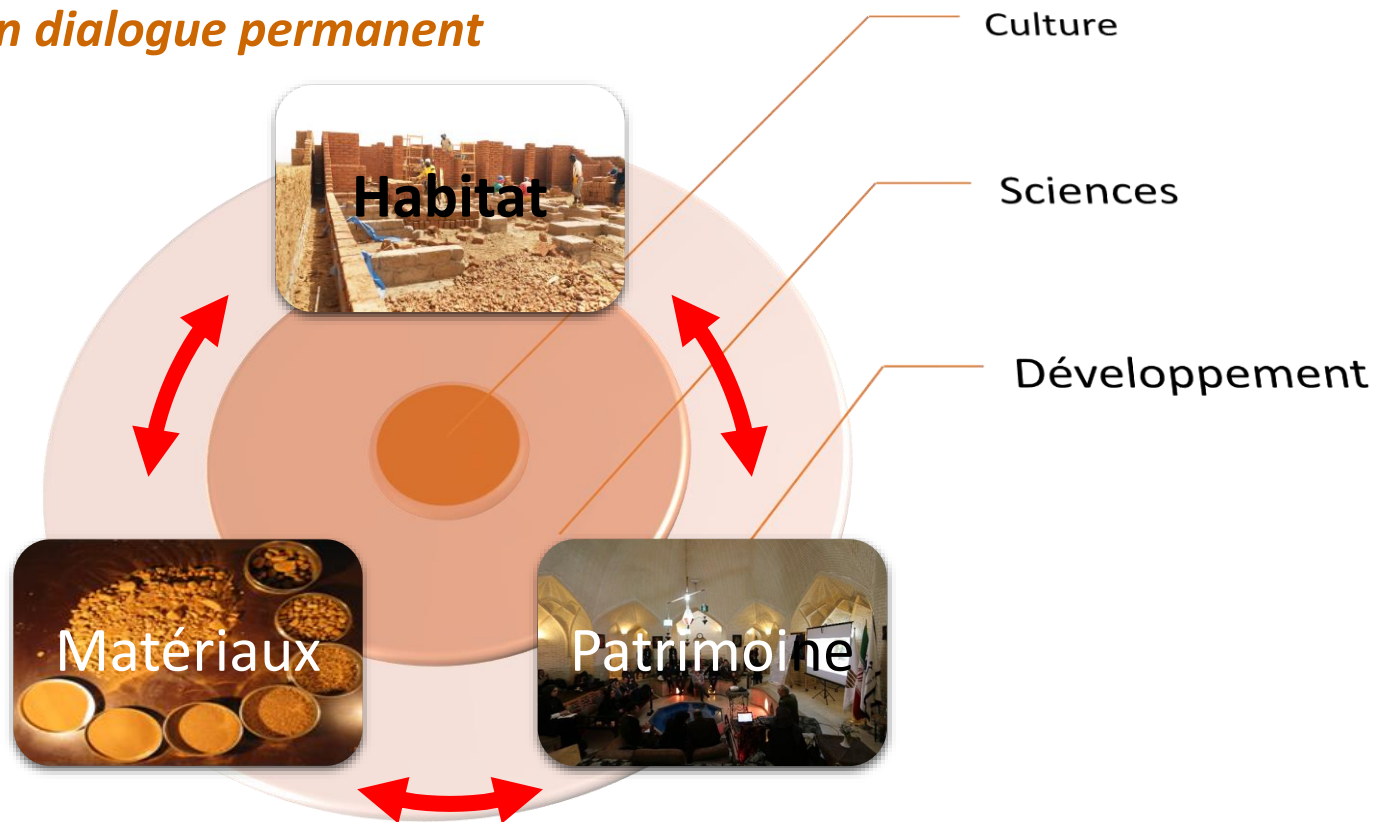 n dialogue permanent
Culture
Habitat
Sciences
Développement
Matériaux
Patrimoine